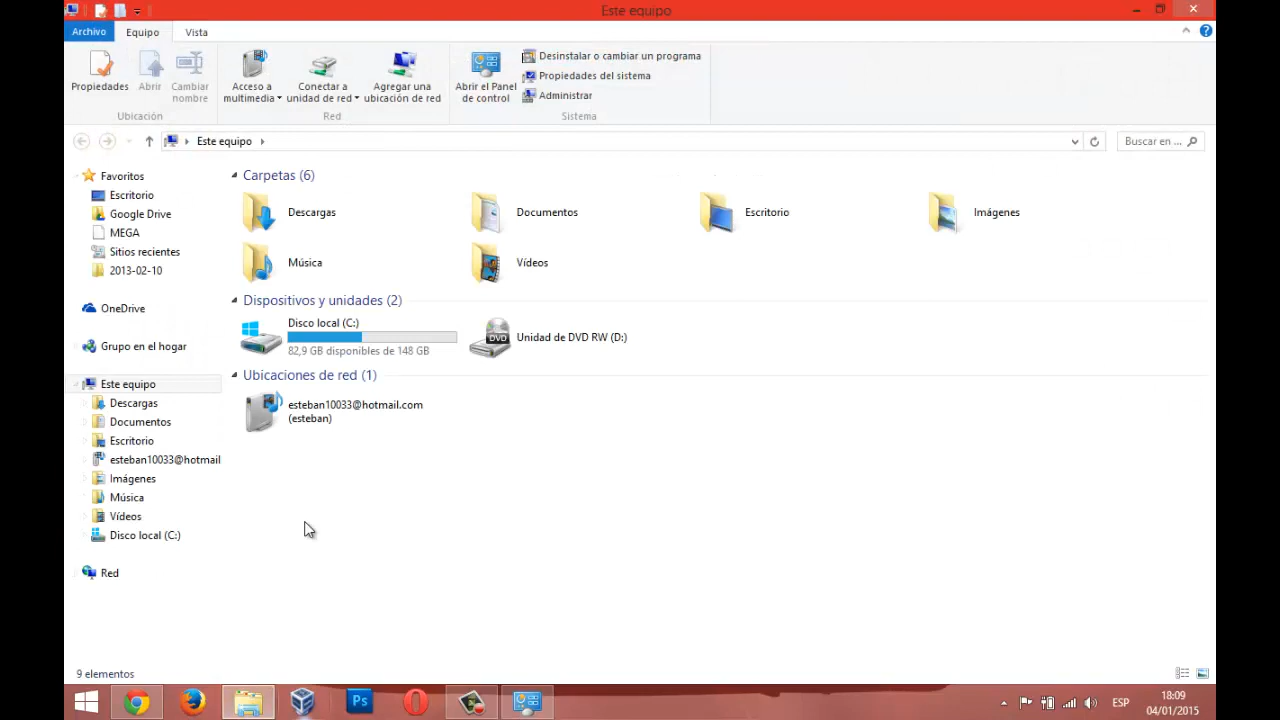 Este equipo
Archivo
Equipo
Vista
Propiedades
Abrir
Cambiar
nombre
Ubicación
Acceso a
multimedia
Conectar a
unidad de red
Agregar una
ubicación de red
Red
Abrir el Panel
de control
Desinstalar o cambiar un programa
Propiedades del sistema
Administrar
Sistema
Este equipo
Buscar en ...
Favoritos
Escritorio
Google Drive
MEGA
Sitios recientes
2013-02-10
OneDrive
Grupo en el hogar
Este equipo
Descargas
Documentos
Escritorio
esteban10033@hotmail
Imágenes
Música
Vídeos
Disco local (C:)
Red
Carpetas (6)
Descargas
Documentos
Escritorio
Imágenes
Música
Vídeos
Dispositivos y unidades (2)
Disco local (C:)
82,9 GB disponibles de 148 GB
DVD
Unidad de DVD RW (D:)
Ubicaciones de red (1)
esteban10033@hotmail.com
(esteban)
9 elementos
Ps
ESP
18:09
04/01/2015